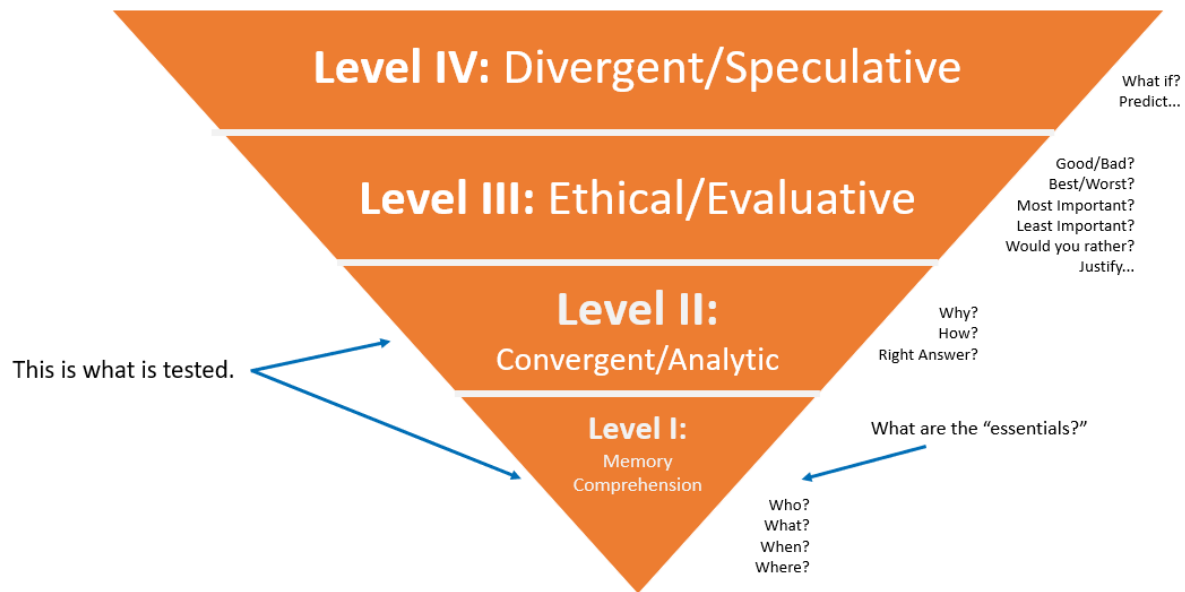 Level IV: Divergent/Speculative
What if?
Predict...
Level III: Ethical/Evaluative
Good/Bad?
Best/Worst?
Most Important?
Least Important?
Would you rather?
Justify...
Level II:
Convergent/Analytic
Why?
How?
Right Answer?
This is what is tested.
Level I:
Memory
Comprehension
What are the “essentials?”
Who?
What?
When?
Where?